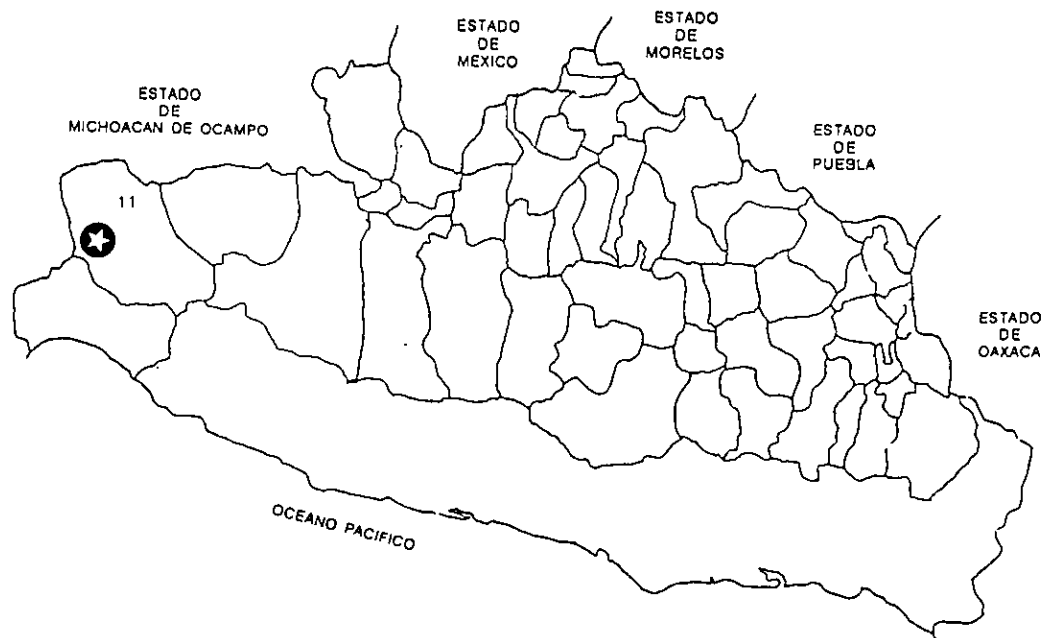 ESTADO
DE
MEXICO
ESTADO
DE
MORELOS
ESTADO
DE
MICHOACAN DE OCAMPO
ESTADO
DE
PUEBLA
11
ESTADO
DE
OAXACA
OCEANO PACIFICO